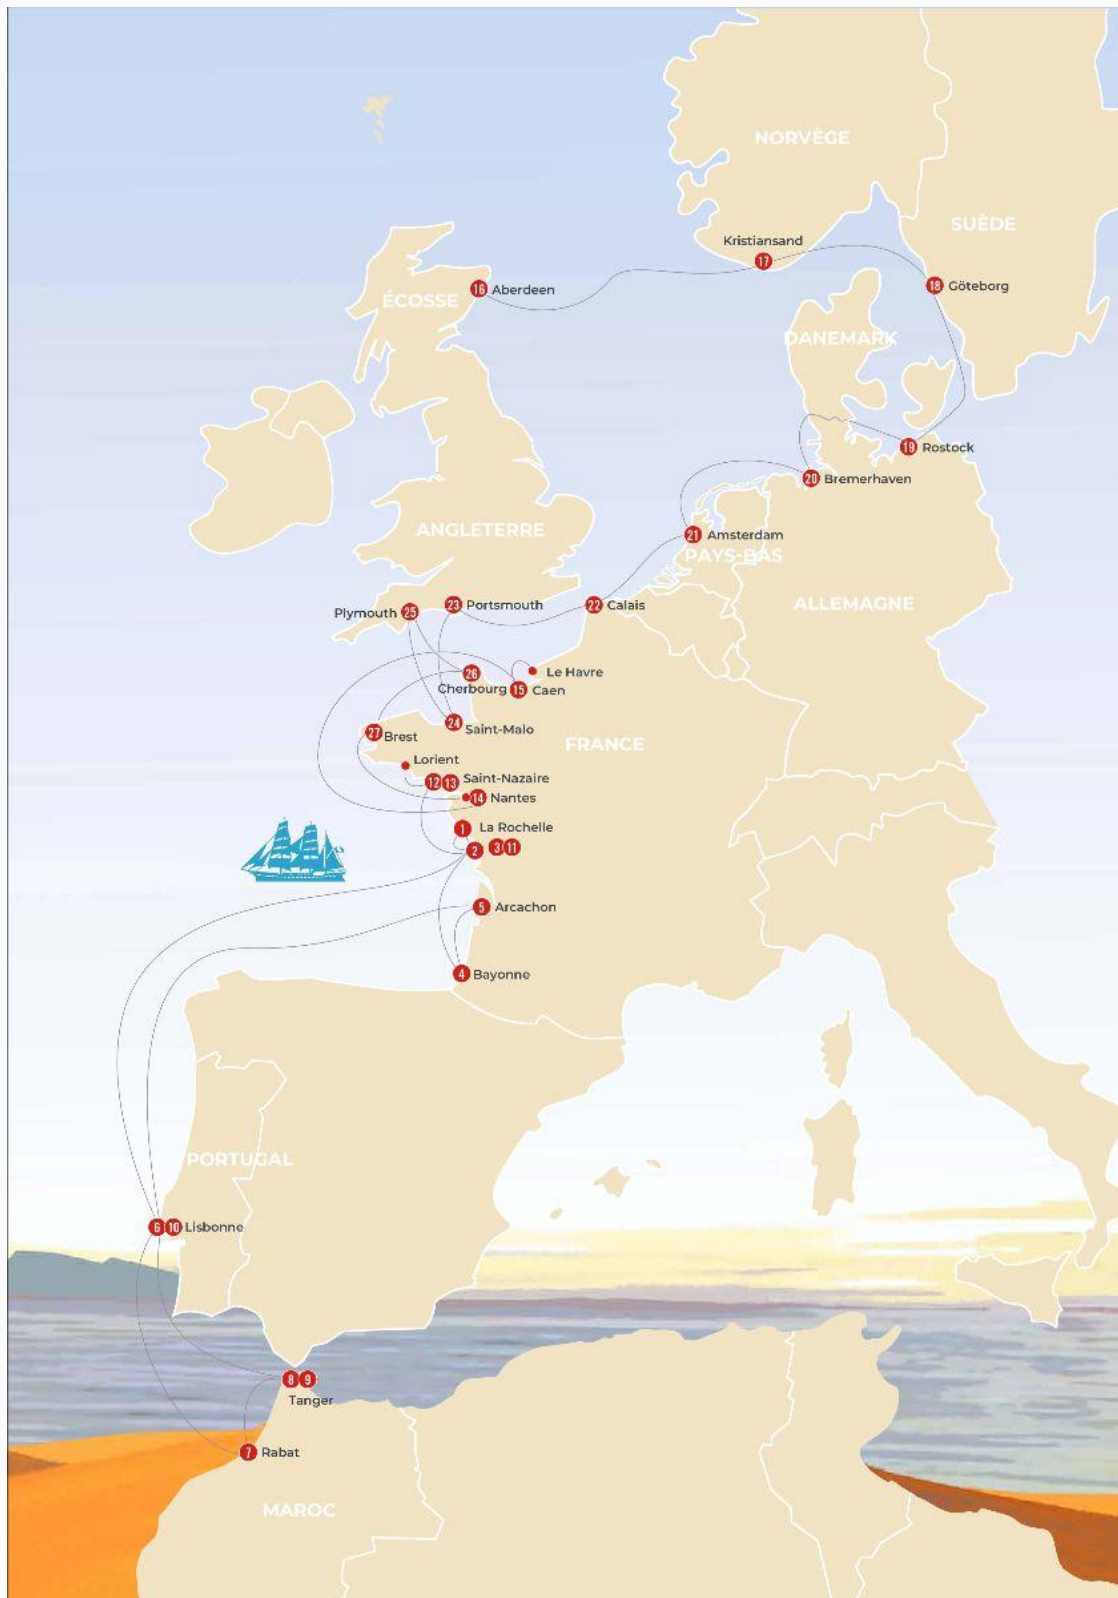 NORVÈGE
SUÈDE
Kristiansand
17
16 Aberdeen
18 Göteborg
ÉCOSSE
DANEMARK
19 Rostock
20 Bremerhaven
ANGLETERRE
21 Amsterdam
PAYS-BAS
ALLEMAGNE
Plymouth 25
23 Portsmouth
22 Calais
26
Cherbourg
Le Havre
15 Caen
24 Saint-Malo
27 Brest
FRANCE
Lorient
12 13 Saint-Nazaire
14 Nantes
1 La Rochelle
2 3 11
5 Arcachon
4 Bayonne
PORTUGAL
6 10 Lisbonne
8 9
Tanger
7 Rabat
MAROC